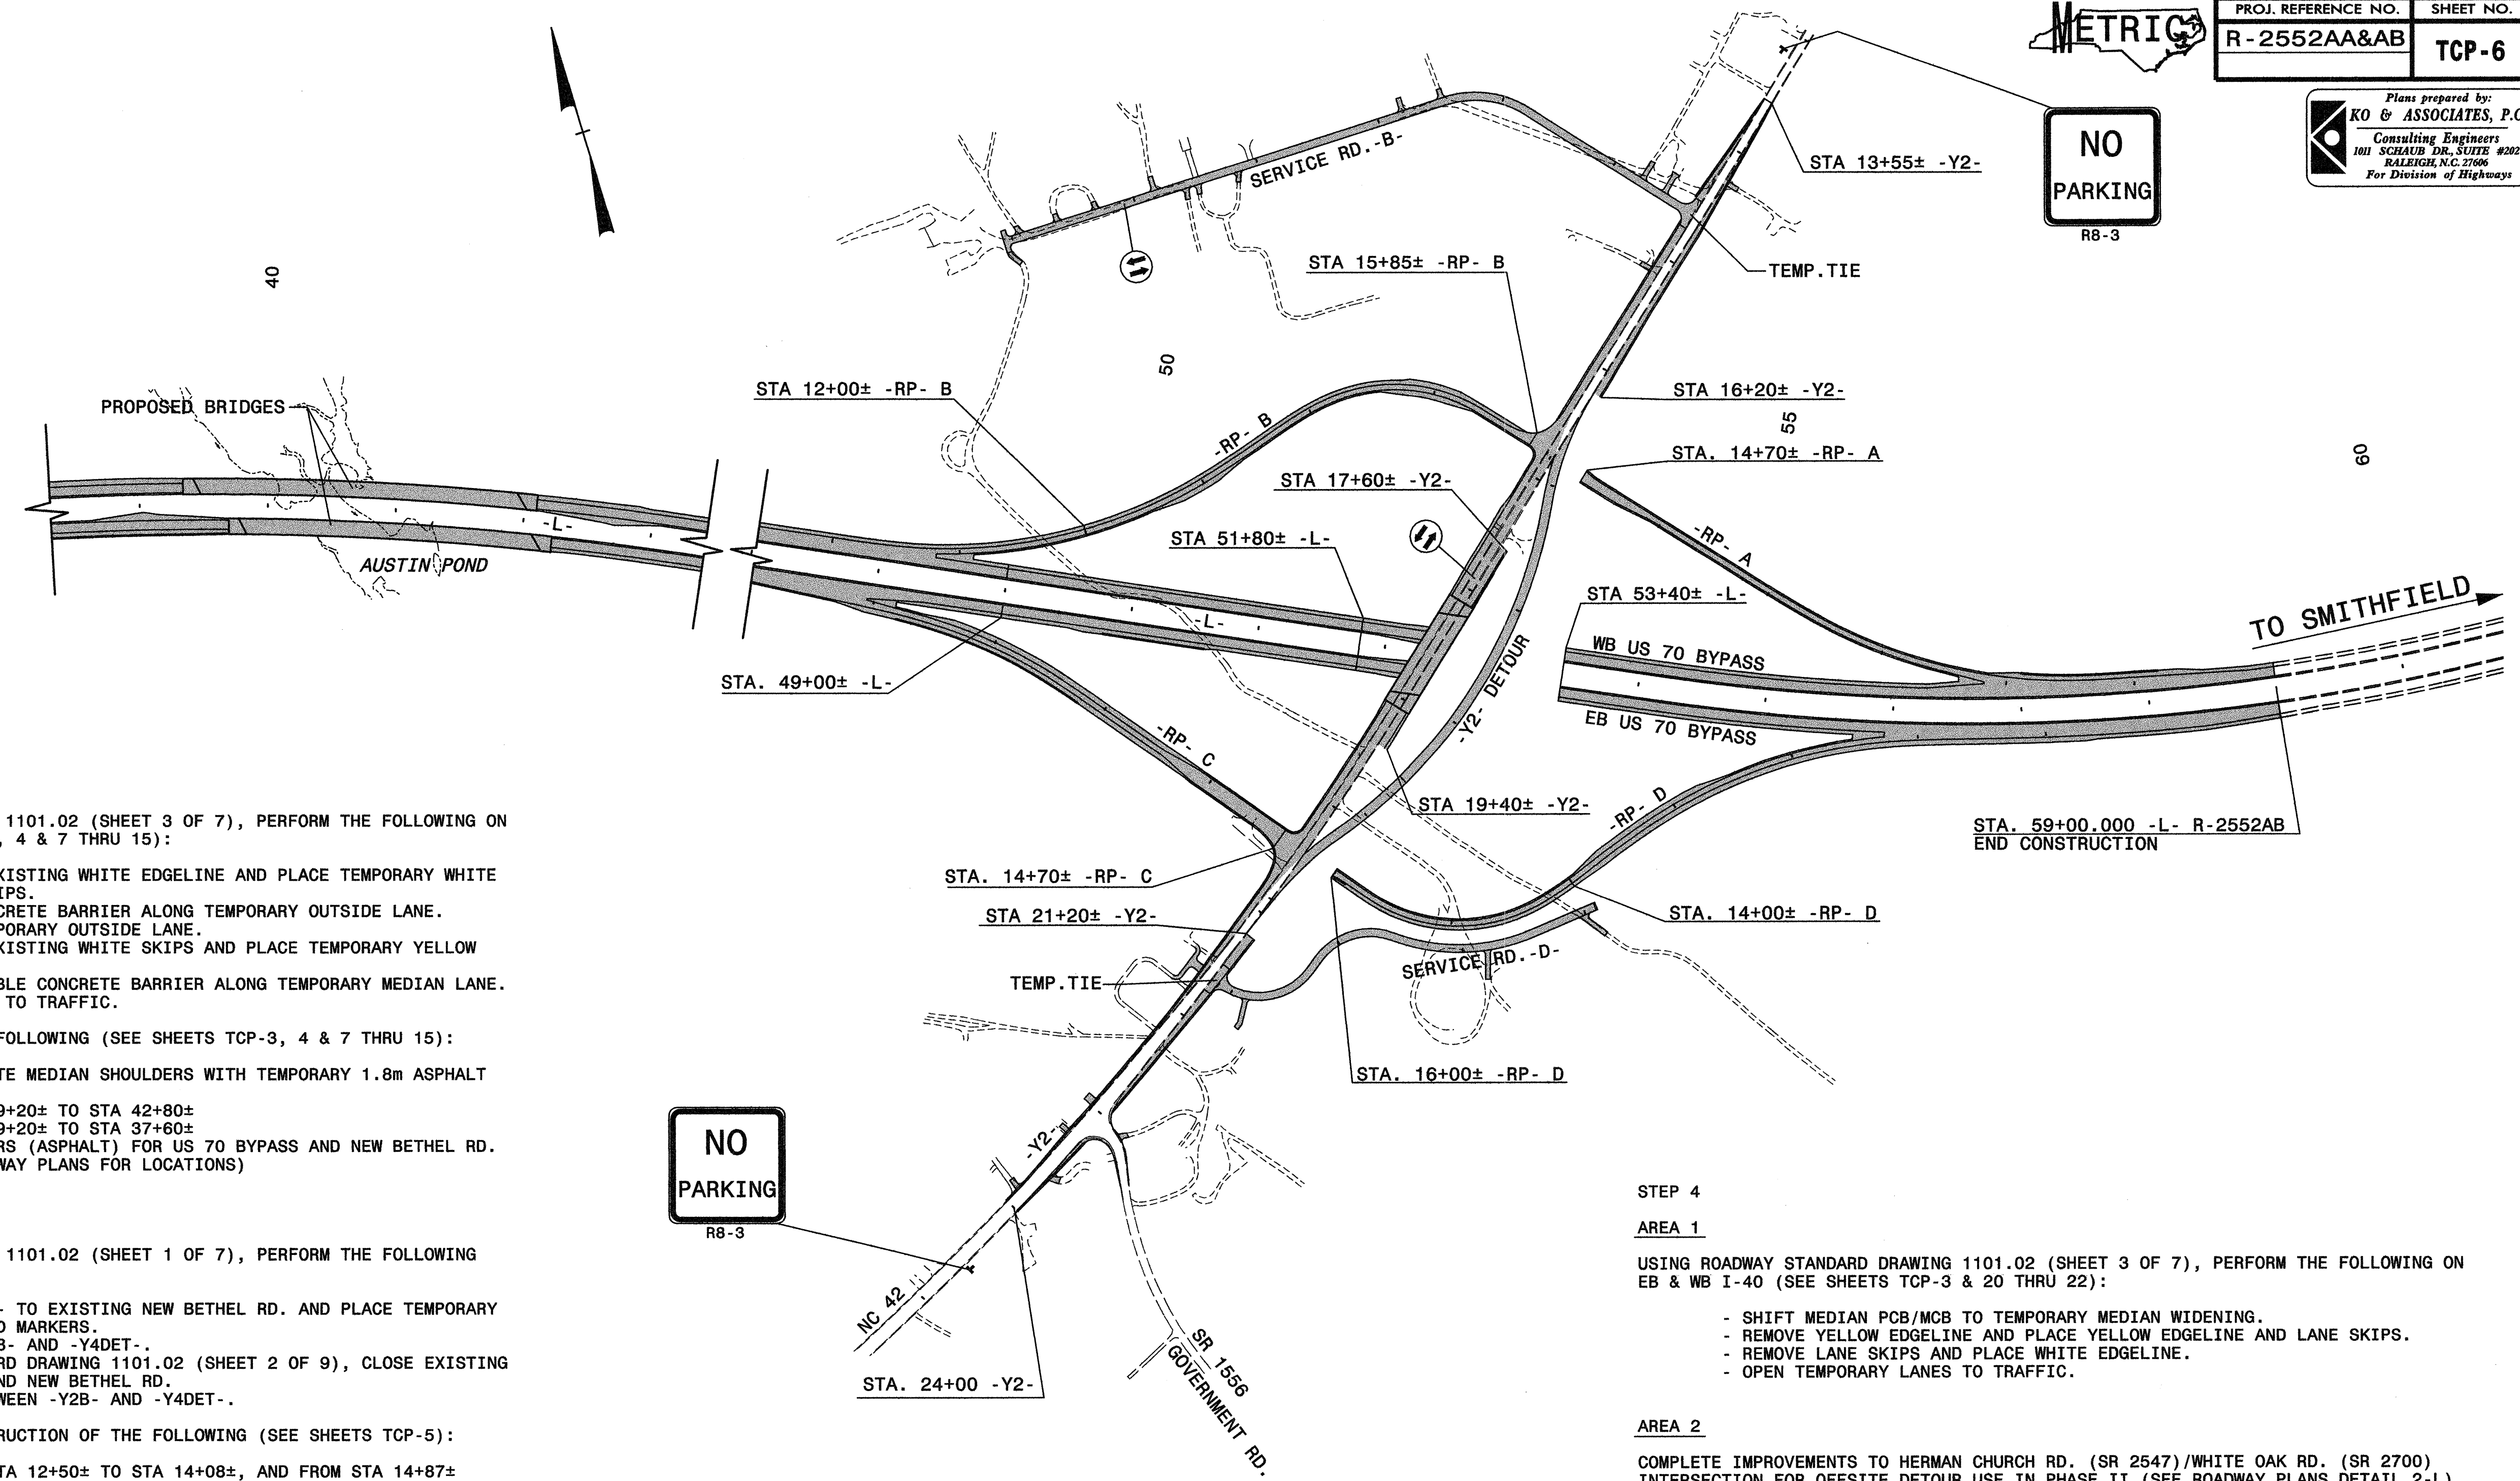 METRIC
PROJ. REFERENCE NO.
SHEET NO.
R-2552AA&AB
TCP-6
Plans prepared by:
KO & ASSOCIATES, P.C
Consulting Engineers
1011 SCHAUB DR., SUITE #202
RALEIGH, N.C. 27606
For Division of Highways
NO
PARKING
R8-3
STA 13+55± -Y2-
SERVICE RD.-B-
TEMP.TIE
STA 15+85± -RP- B
40
50
STA 12+00± -RP- B
STA 16+20± -Y2-
55
60
PROPOSED BRIDGES
-RP- B
STA. 14+70± -RP- A
STA 17+60± -Y2-
-L-
AUSTIN POND
STA 51+80± -L-
-RP- A
STA 53+40± -L-
TO SMITHFIELD
-L-
WB US 70 BYPASS
STA. 49+00± -L-
-Y2- DETOUR
EB US 70 BYPASS
-RP- C
STA 19+40± -Y2-
-RP- D
STA. 59+00.000 -L- R-2552AB
END CONSTRUCTION
STA. 14+70± -RP- C
STA 21+20± -Y2-
STA. 14+00± -RP- D
SERVICE RD.-D-
TEMP.TIE
STA. 16+00± -RP- D
NO
PARKING
R8-3
-Y2-
NC 42
SR 1556
GOVERNMENT RD.
STA. 24+00 -Y2-
1101.02 (SHEET 3 OF 7), PERFORM THE FOLLOWING ON
, 4 & 7 THRU 15):
XISTING WHITE EDGELINE AND PLACE TEMPORARY WHITE
IPS.
CRETE BARRIER ALONG TEMPORARY OUTSIDE LANE.
PORARY OUTSIDE LANE.
XISTING WHITE SKIPS AND PLACE TEMPORARY YELLOW
BLE CONCRETE BARRIER ALONG TEMPORARY MEDIAN LANE.
TO TRAFFIC.
FOLLOWING (SEE SHEETS TCP-3, 4 & 7 THRU 15):
TE MEDIAN SHOULDERS WITH TEMPORARY 1.8m ASPHALT
9+20± TO STA 42+80±
9+20± TO STA 37+60±
RS (ASPHALT) FOR US 70 BYPASS AND NEW BETHEL RD.
WAY PLANS FOR LOCATIONS)
1101.02 (SHEET 1 OF 7), PERFORM THE FOLLOWING
- TO EXISTING NEW BETHEL RD. AND PLACE TEMPORARY
D MARKERS.
B- AND -Y4DET-.
RD DRAWING 1101.02 (SHEET 2 OF 9), CLOSE EXISTING
ND NEW BETHEL RD.
WEEN -Y2B- AND -Y4DET-.
RUCTION OF THE FOLLOWING (SEE SHEETS TCP-5):
TA 12+50± TO STA 14+08±, AND FROM STA 14+87±
STEP 4
AREA 1
USING ROADWAY STANDARD DRAWING 1101.02 (SHEET 3 OF 7), PERFORM THE FOLLOWING ON
EB & WB I-40 (SEE SHEETS TCP-3 & 20 THRU 22):
- SHIFT MEDIAN PCB/MCB TO TEMPORARY MEDIAN WIDENING.
- REMOVE YELLOW EDGELINE AND PLACE YELLOW EDGELINE AND LANE SKIPS.
- REMOVE LANE SKIPS AND PLACE WHITE EDGELINE.
- OPEN TEMPORARY LANES TO TRAFFIC.
AREA 2
COMPLETE IMPROVEMENTS TO HERMAN CHURCH RD. (SR 2547)/WHITE OAK RD. (SR 2700)
INTERSECTION FOR OFFSITE DETOUR USE IN PHASE II (SEE ROADWAY PLANS DETAIL 2-L)